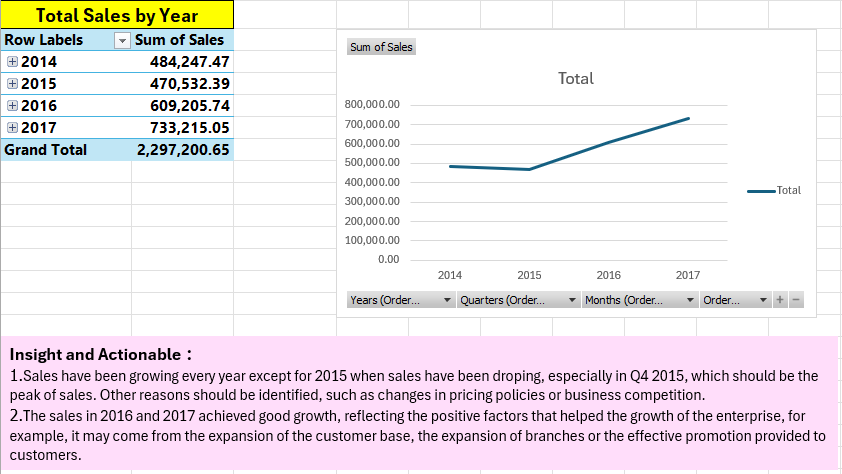 Total Sales by Year
Row Labels Sum of Sales
2014 484,247.47
2015 470,532.39
2016 609,205.74
2017 733,215.05
Grand Total 2,297,200.65
Sum of Sales
Total
800,000.00
700,000.00
600,000.00
500,000.00
400,000.00
300,000.00
200,000.00
100,000.00
0.00
2014 2015 2016 2017
Total
Years (Order... Quarters (Order... Months (Order... Order... + −
Insight and Actionable :
1.Sales have been growing every year except for 2015 when sales have been droping, especially in Q4 2015, which should be the
peak of sales. Other reasons should be identified, such as changes in pricing policies or business competition.
2.The sales in 2016 and 2017 achieved good growth, reflecting the positive factors that helped the growth of the enterprise, for
example, it may come from the expansion of the customer base, the expansion of branches or the effective promotion provided to
customers.